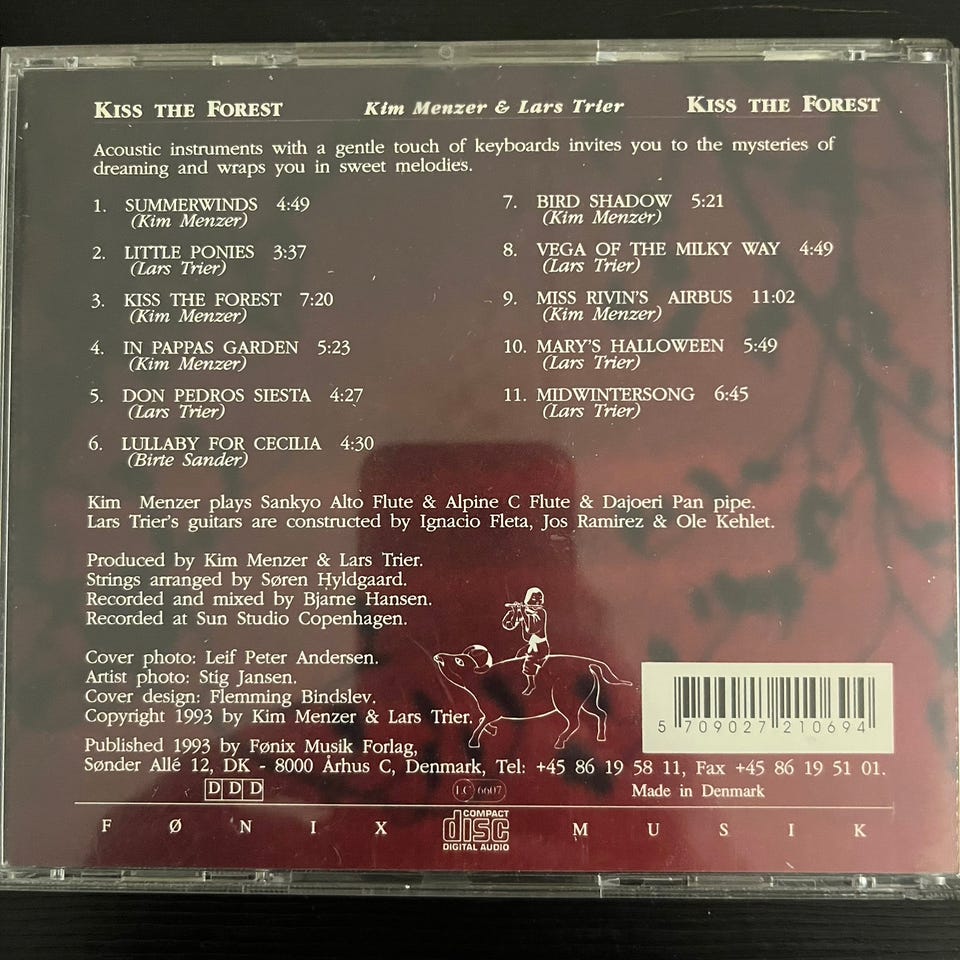 KISS THE FOREST Kim Menzer & Lars Trier KISS THE FOREST
Acoustic instruments with a gentle touch of keyboards invites you to the mysteries of
dreaming and wraps you in sweet melodies.
1. SUMMERWINDS 4:49
(Kim Menzer)
2. LITTLE PONIES 3:37
(Lars Trier)
3. KISS THE FOREST 7:20
(Kim Menzer)
4. IN PAPPAS GARDEN 5:23
(Kim Menzer)
5. DON PEDROS SIESTA 4:27
(Lars Trier)
6. LULLABY FOR CECILIA 4:30
(Birte Sander)
7. BIRD SHADOW 5:21
(Kim Menzer)
8. VEGA OF THE MILKY WAY 4:49
(Lars Trier)
9. MISS RIVIN'S AIRBUS 11:02
(Kim Menzer)
10. MARY'S HALLOWEEN 5:49
(Lars Trier)
11. MIDWINTERSONG 6:45
(Lars Trier)
Kim Menzer plays Sankyo Alto Flute & Alpine C Flute & Dajoeri Pan pipe.
Lars Trier's guitars are constructed by Ignacio Fleta, Jos Ramirez & Ole Kehlet.
Produced by Kim Menzer & Lars Trier.
Strings arranged by Søren Hyldgaard.
Recorded and mixed by Bjarne Hansen.
Recorded at Sun Studio Copenhagen.
Cover photo: Leif Peter Andersen.
Artist photo: Stig Jansen.
Cover design: Flemming Bindslev.
Copyright 1993 by Kim Menzer & Lars Trier.
5 709027 210694
Published 1993 by Fønix Musik Forlag,
Sønder Allé 12, DK - 8000 Århus C, Denmark, Tel: +45 86 19 58 11, Fax +45 86 19 51 01.
DDD LC 6607 Made in Denmark
FØNIX COMPACT disc DIGITAL AUDIO MUSIK